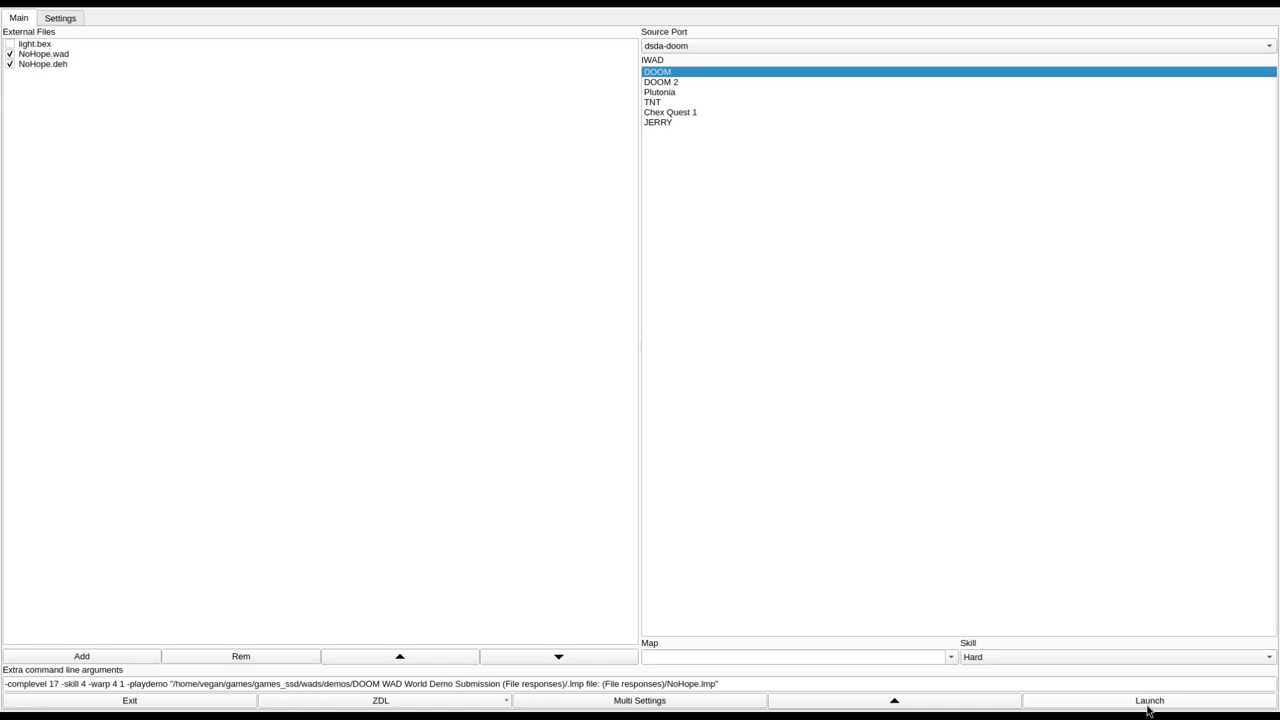 Main Settings
External Files
light.bex
NoHope.wad
NoHope.deh
Source Port
dsda-doom
IWAD
DOOM
DOOM 2
Plutonia
TNT
Chex Quest 1
JERRY
Add Rem
Map Skill
Hard
Extra command line arguments
-complevel 17 -skill 4 -warp 4 1 -playdemo "/home/vegan/games/games_ssd/wads/demos/DOOM WAD World Demo Submission (File responses)/.lmp file: (File responses)/NoHope.lmp"
Exit ZDL Multi Settings Launch